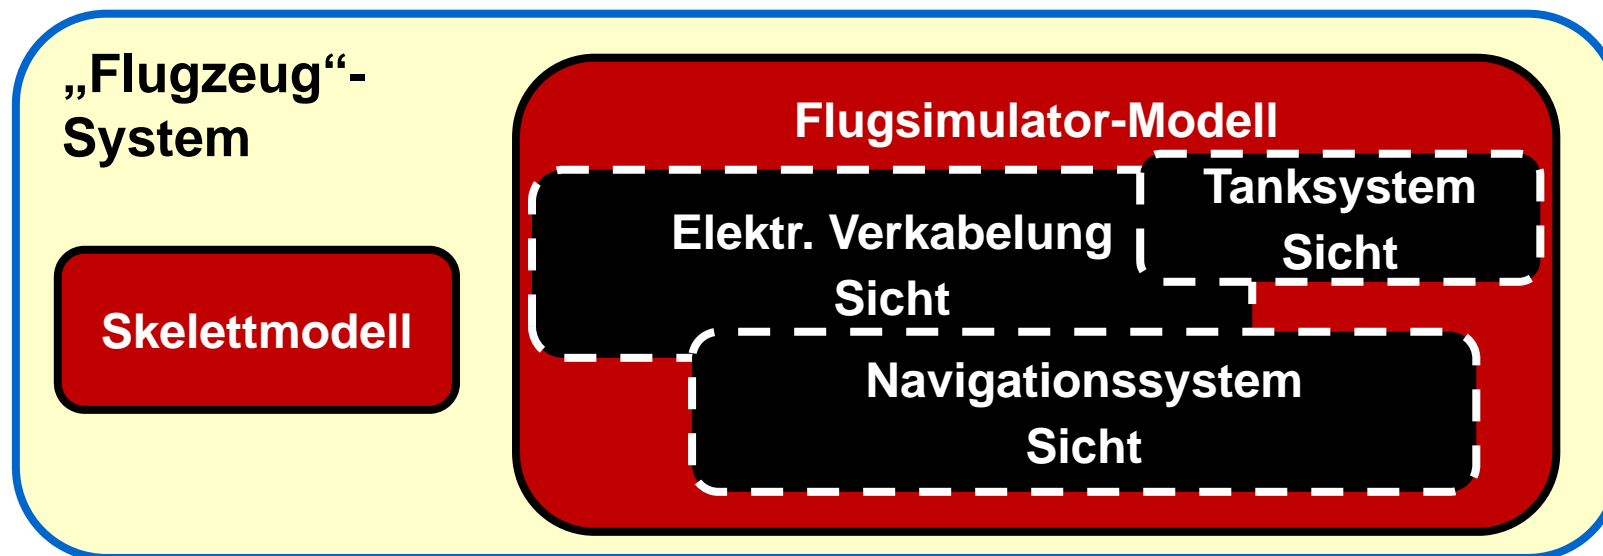 „Flugzeug“-
System
Flugsimulator-Modell
Tanksystem
Sicht
Elektr. Verkabelung
Sicht
Skelettmodell
Navigationssystem
Sicht